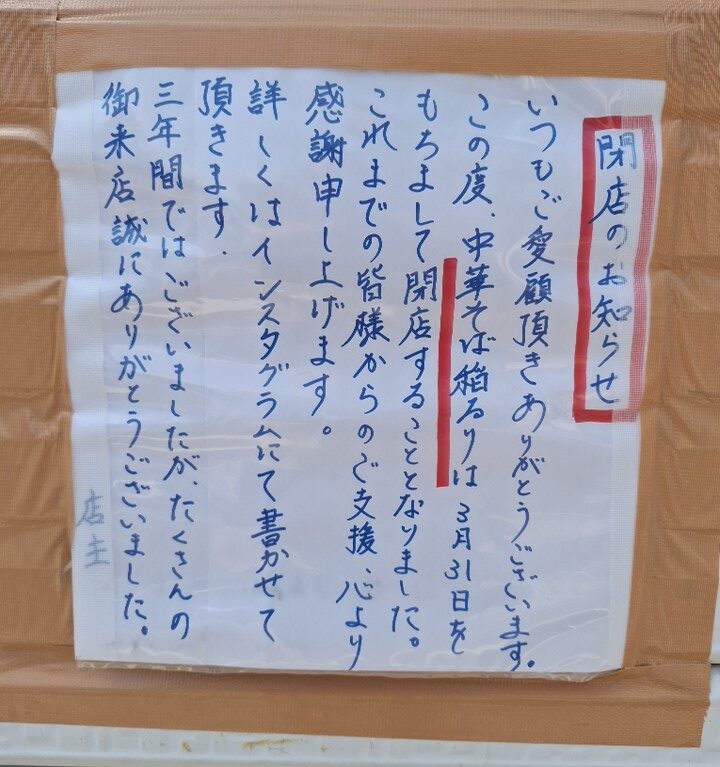 閉店のお知らせ
いつもご愛顧頂きありがとうございます。
この度、中華そば稲るりは3月31日を
もちまして閉店することとなりました。
これまでの皆様からのご支援、心より
感謝申し上げます。
詳しくはインスタグラムにて書かせて
頂きます.
三年間ではございましたが、たくさんの
御来店誠にありがとうございました。
店主